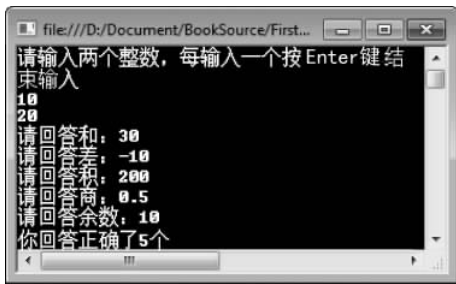 file:///D:/Document/BookSource/First...
请输入两个整数，每输入一个按Enter键结
束输入
10
20
请回答和：30
请回答差：-10
请回答积：200
请回答商：0.5
请回答余数：10
你回答正确了5个